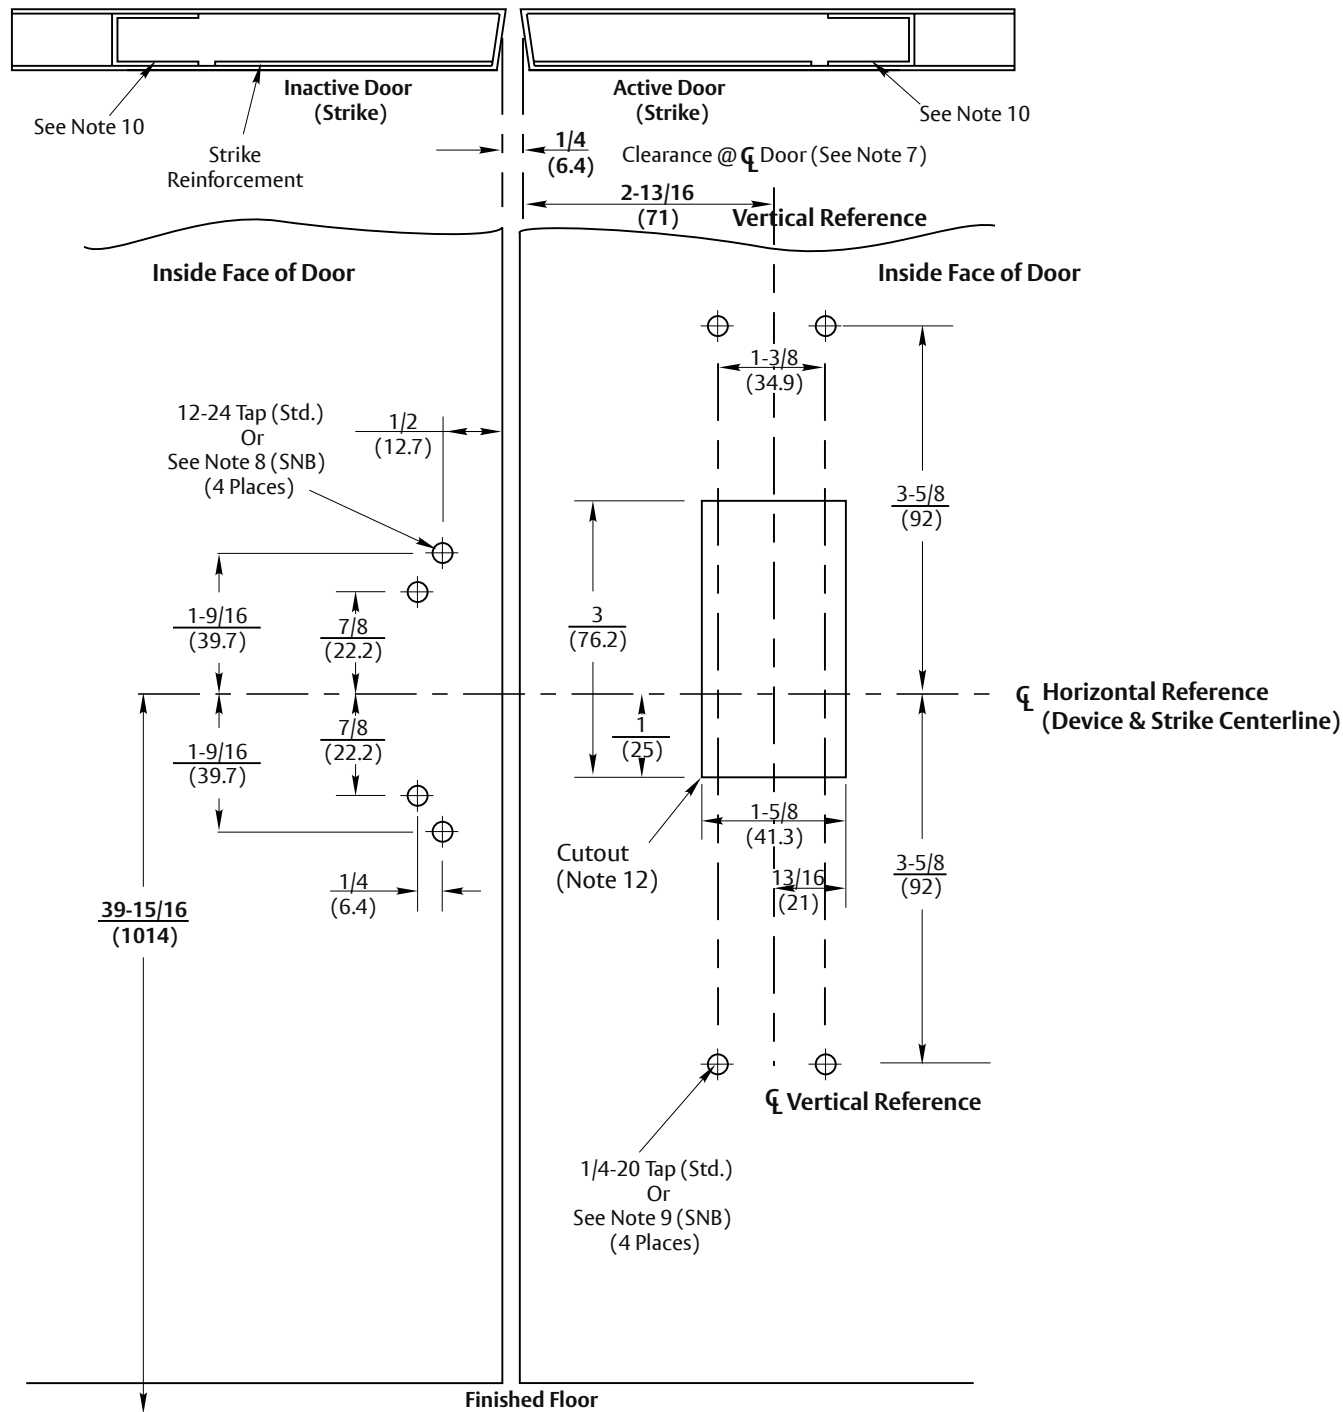 Inactive Door
(Strike)
Active Door
(Strike)
See Note 10
See Note 10
Strike
Reinforcement
1/4
(6.4)
Clearance @ ℄ Door (See Note 7)
2-13/16
(71)
Vertical Reference
Inside Face of Door
Inside Face of Door
1-3/8
(34.9)
12-24 Tap (Std.)
Or
See Note 8 (SNB)
(4 Places)
1/2
(12.7)
3-5/8
(92)
1-9/16
(39.7)
7/8
(22.2)
3
(76.2)
℄ Horizontal Reference
(Device & Strike Centerline)
1-9/16
(39.7)
7/8
(22.2)
1
(25)
1-5/8
(41.3)
Cutout
(Note 12)
13/16
(21)
3-5/8
(92)
1/4
(6.4)
39-15/16
(1014)
℄ Vertical Reference
1/4-20 Tap (Std.)
Or
See Note 9 (SNB)
(4 Places)
Finished Floor